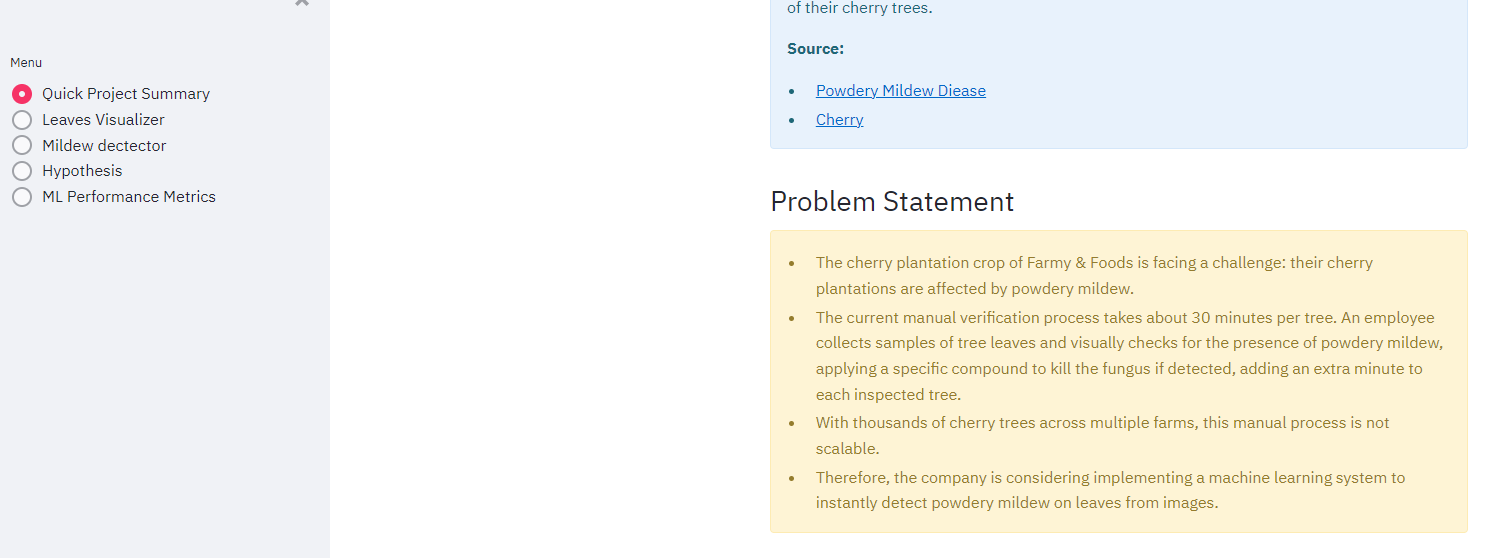 Menu
Quick Project Summary
Leaves Visualizer
Mildew dectector
Hypothesis
ML Performance Metrics
of their cherry trees.
Source:
• Powdery Mildew Diease
• Cherry
Problem Statement
• The cherry plantation crop of Farmy & Foods is facing a challenge: their cherry
plantations are affected by powdery mildew.
• The current manual verification process takes about 30 minutes per tree. An employee
collects samples of tree leaves and visually checks for the presence of powdery mildew,
applying a specific compound to kill the fungus if detected, adding an extra minute to
each inspected tree.
• With thousands of cherry trees across multiple farms, this manual process is not
scalable.
• Therefore, the company is considering implementing a machine learning system to
instantly detect powdery mildew on leaves from images.